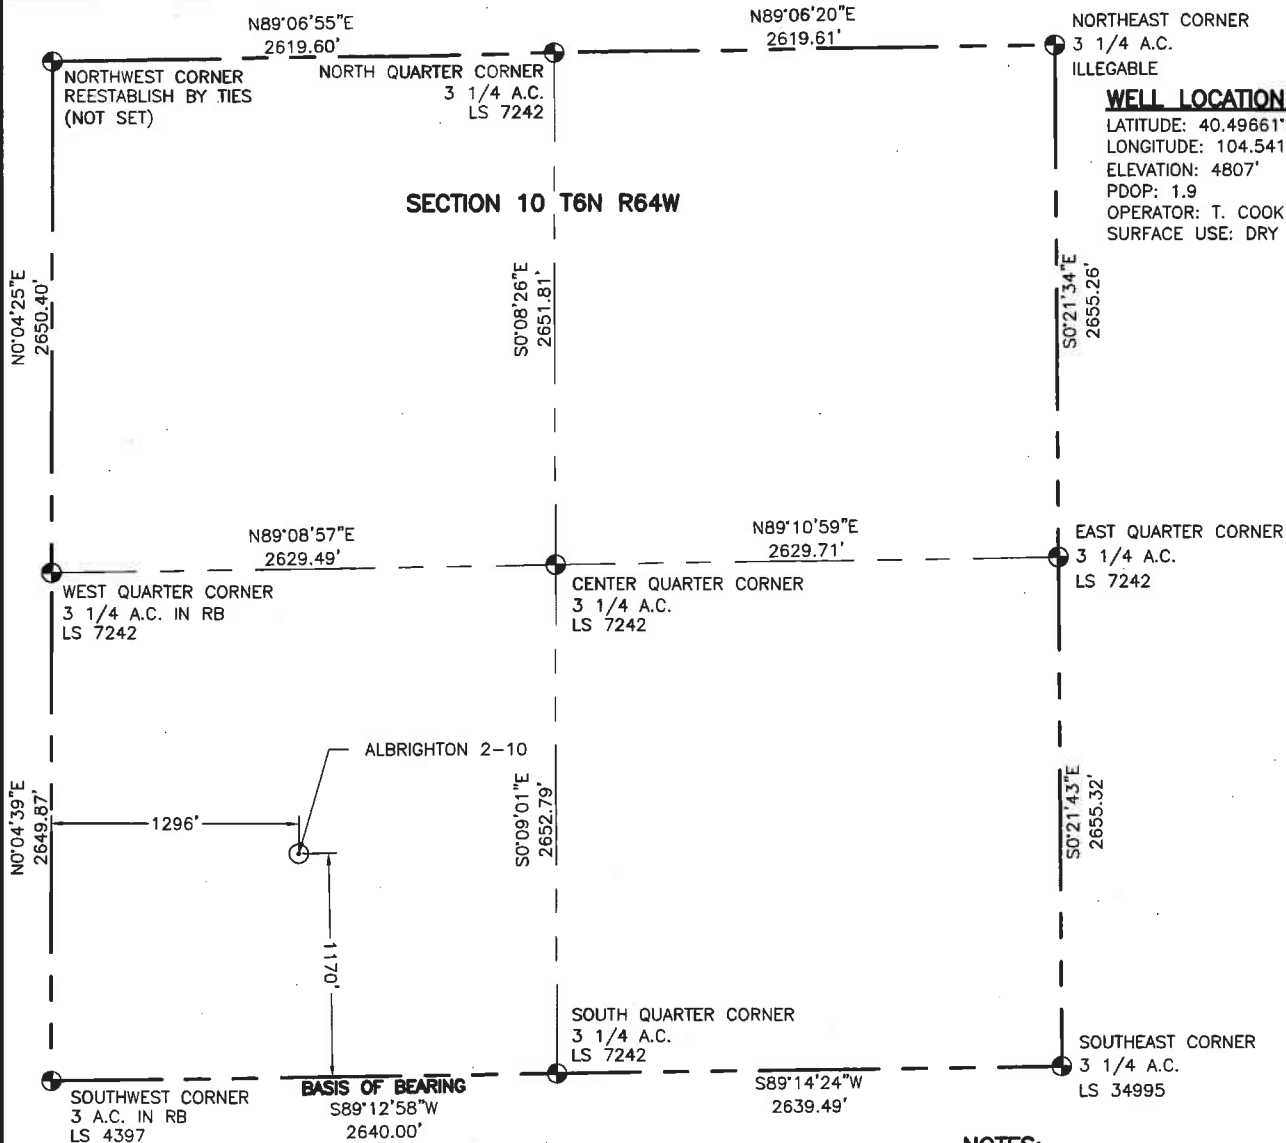 N89°06'55"E
2619.60'
N89°06'20"E
2619.61'
NORTHWEST CORNER
REESTABLISH BY TIES
(NOT SET)
NORTH QUARTER CORNER
3 1/4 A.C.
LS 7242
NORTHEAST CORNER
3 1/4 A.C.
ILLEGABLE
WELL LOCATION
LATITUDE: 40.49661°
LONGITUDE: 104.541
ELEVATION: 4807'
PDOP: 1.9
OPERATOR: T. COOK
SURFACE USE: DRY
SECTION 10 T6N R64W
N0°04'25"E
2650.40'
S0°08'26"E
2651.81'
S0°21'34"E
2655.26'
N89°08'57"E
2629.49'
N89°10'59"E
2629.71'
WEST QUARTER CORNER
3 1/4 A.C. IN RB
LS 7242
CENTER QUARTER CORNER
3 1/4 A.C.
LS 7242
EAST QUARTER CORNER
3 1/4 A.C.
LS 7242
ALBRIGHTON 2-10
N0°04'39"E
2649.87'
1296'
1170'
S0°09'01"E
2652.79'
S0°21'43"E
2655.32'
SOUTHWEST CORNER
3 A.C. IN RB
LS 4397
BASIS OF BEARING
S89°12'58"W
2640.00'
SOUTH QUARTER CORNER
3 1/4 A.C.
LS 7242
S89°14'24"W
2639.49'
SOUTHEAST CORNER
3 1/4 A.C.
LS 34995
NOTES: